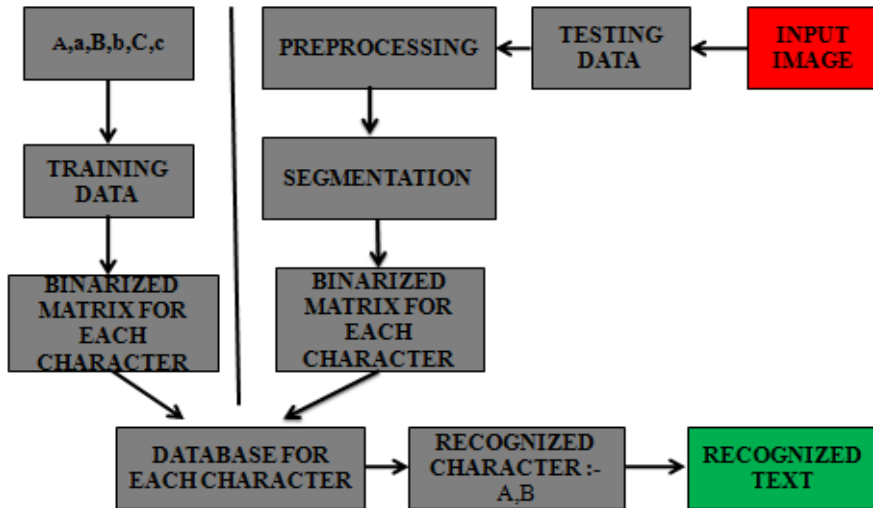 A,a,B,b,C,c
PREPROCESSING
TESTING
DATA
INPUT
IMAGE
TRAINING
DATA
SEGMENTATION
BINARIZED
MATRIX FOR
EACH
CHARACTER
BINARIZED
MATRIX FOR
EACH
CHARACTER
DATABASE FOR
EACH CHARACTER
RECOGNIZED
CHARACTER :-
A,B
RECOGNIZED
TEXT